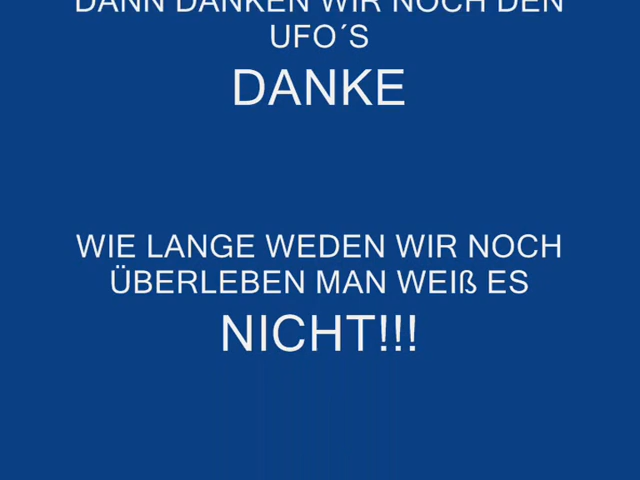 DANN DANKEN WIR NOCH DEN
UFO´S
DANKE
WIE LANGE WEDEN WIR NOCH
ÜBERLEBEN MAN WEIß ES
NICHT!!!